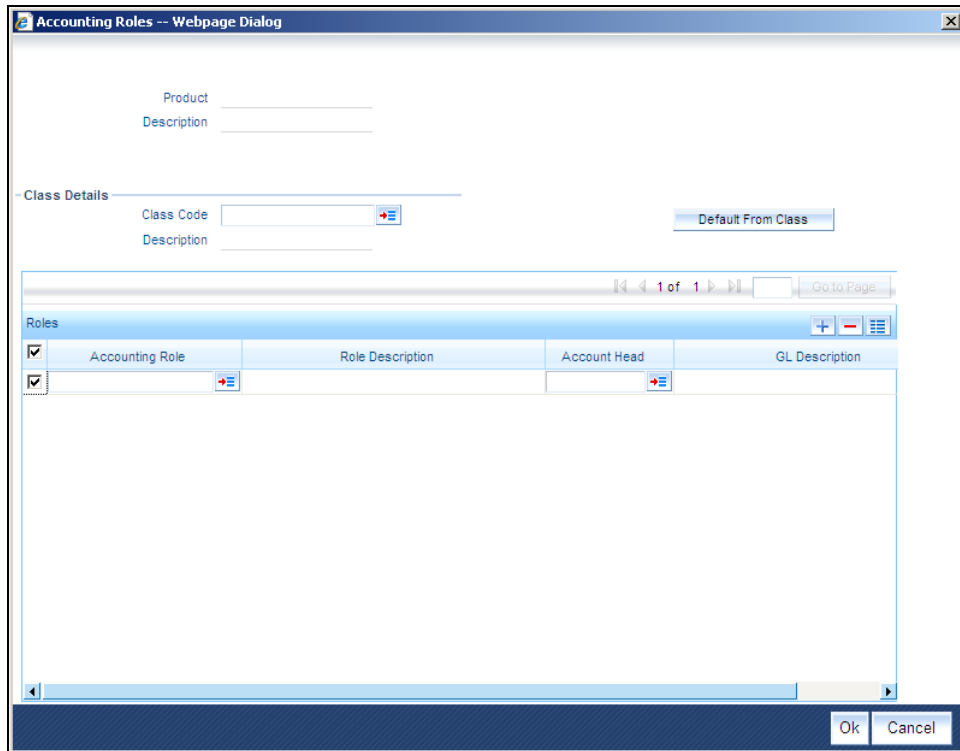 Accounting Roles -- Webpage Dialog
Product
Description
Class Details
Class Code
Default From Class
Description
1 of 1
Go to Page
Roles
Accounting Role
Role Description
Account Head
GL Description
Ok
Cancel